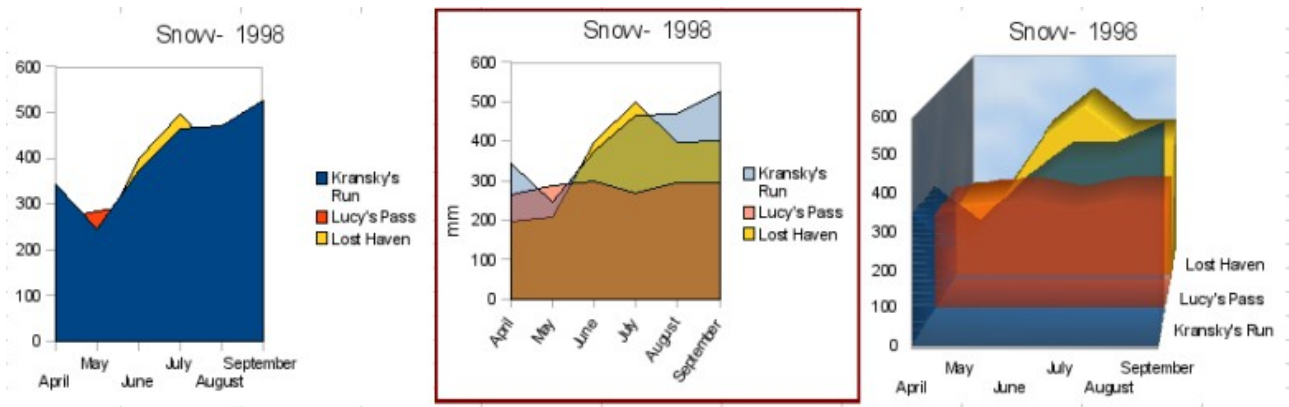 Snow- 1998
600
500
400
300
200
100
0
May
July
September
April
June
August
Kransky's
Run
Lucy's Pass
Lost Haven
Snow- 1998
mm
600
500
400
300
200
100
0
April
May
June
July
August
September
Kransky's
Run
Lucy's Pass
Lost Haven
Snow- 1998
600
500
400
300
200
100
0
Lost Haven
Lucy's Pass
Kransky's Run
May
July
September
April
June
August